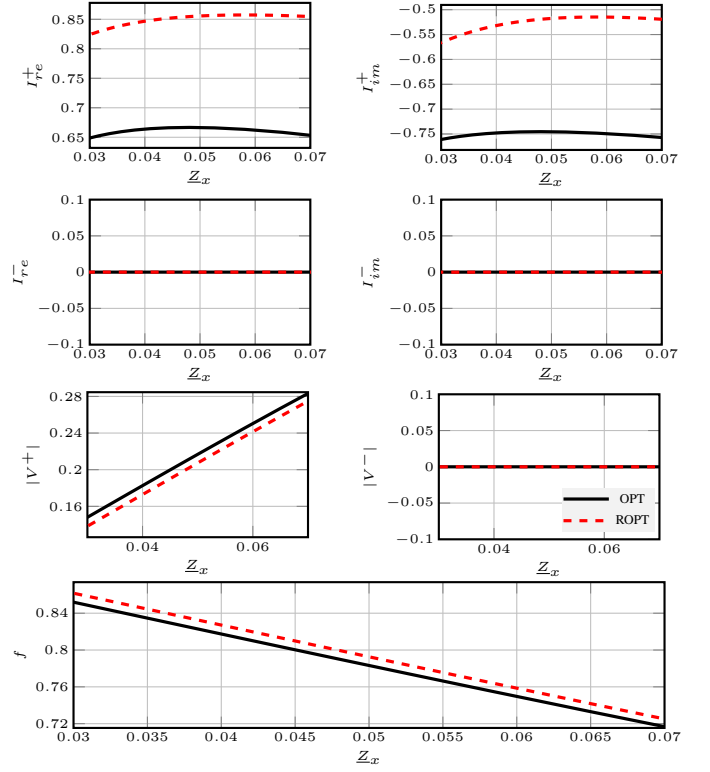 0.85
0.8
0.75
0.7
0.65
I⁺re
0.03 0.04 0.05 0.06 0.07
Z̲x
−0.5
−0.55
−0.6
−0.65
−0.7
−0.75
I⁺im
0.03 0.04 0.05 0.06 0.07
Z̲x
0.1
0.05
0
−0.05
−0.1
I⁻re
0.03 0.04 0.05 0.06 0.07
Z̲x
0.1
0.05
0
−0.05
−0.1
I⁻im
0.03 0.04 0.05 0.06 0.07
Z̲x
0.28
0.24
0.2
0.16
|V⁺|
0.04 0.06
Z̲x
0.1
0.05
0
−0.05
−0.1
|V⁻|
OPT
ROPT
0.04 0.06
Z̲x
0.84
0.8
0.76
0.72
f
0.03 0.035 0.04 0.045 0.05 0.055 0.06 0.065 0.07
Z̲x